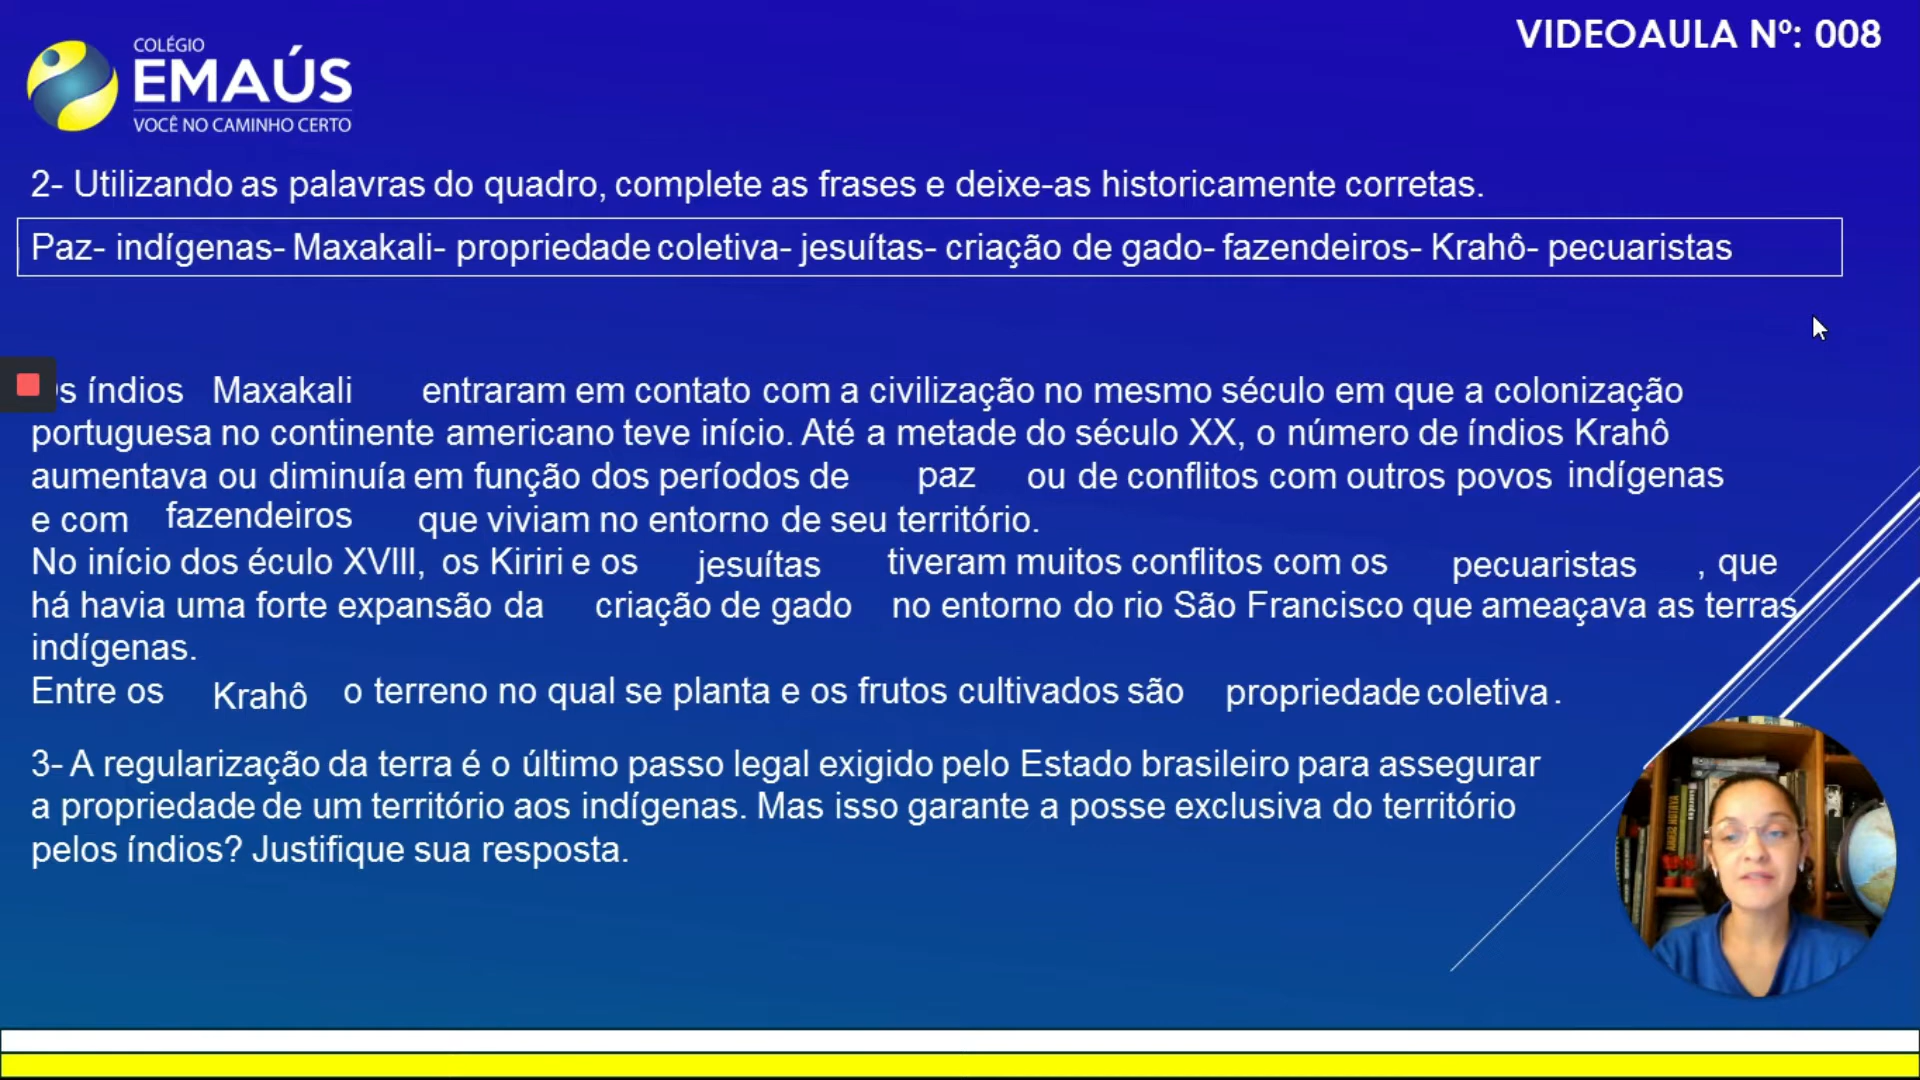 COLÉGIO
EMAÚS
VOCÊ NO CAMINHO CERTO
VIDEOAULA Nº: 008
2- Utilizando as palavras do quadro, complete as frases e deixe-as historicamente corretas.
Paz- indígenas- Maxakali- propriedade coletiva- jesuítas- criação de gado- fazendeiros- Krahô- pecuaristas
s índios Maxakali entraram em contato com a civilização no mesmo século em que a colonização
portuguesa no continente americano teve início. Até a metade do século XX, o número de índios Krahô
aumentava ou diminuía em função dos períodos de paz ou de conflitos com outros povos indígenas
e com fazendeiros que viviam no entorno de seu território.
No início dos éculo XVIII, os Kiriri e os jesuítas tiveram muitos conflitos com os pecuaristas , que
há havia uma forte expansão da criação de gado no entorno do rio São Francisco que ameaçava as terras
indígenas.
Entre os Krahô o terreno no qual se planta e os frutos cultivados são propriedade coletiva .
3- A regularização da terra é o último passo legal exigido pelo Estado brasileiro para assegurar
a propriedade de um território aos indígenas. Mas isso garante a posse exclusiva do território
pelos índios? Justifique sua resposta.